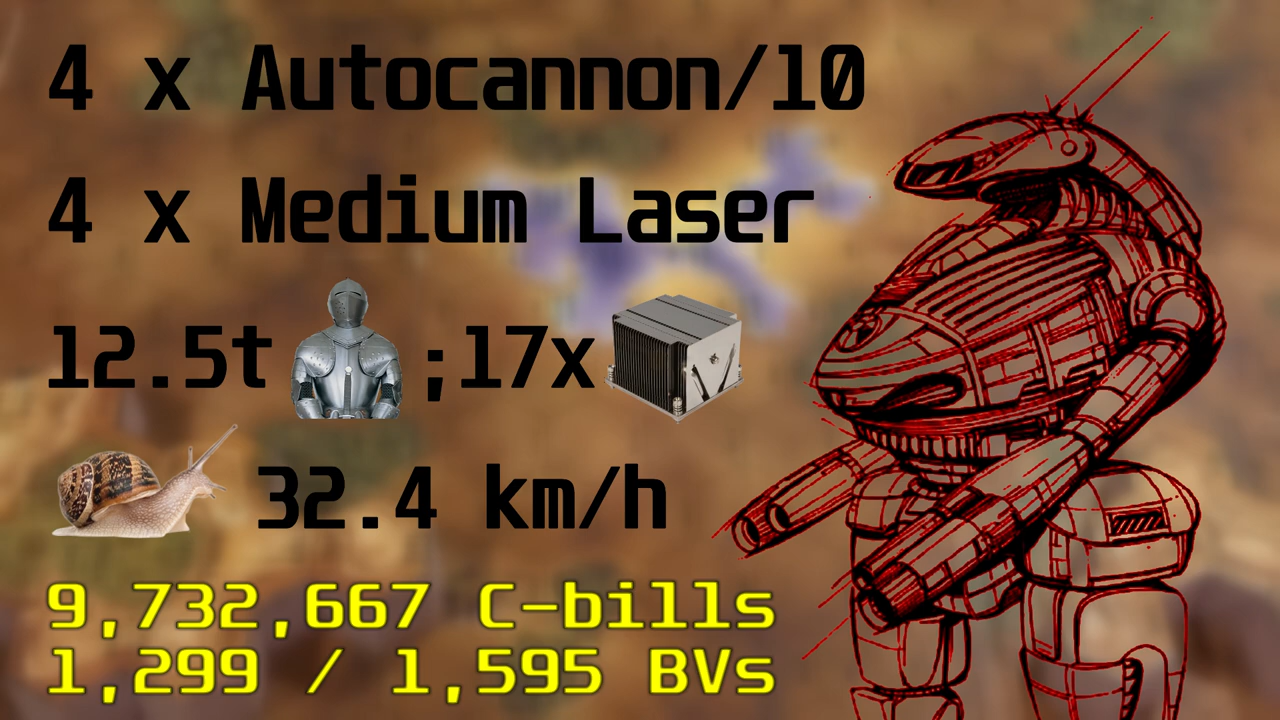 4 x Autocannon/10
4 x Medium Laser
12.5t ;17x
32.4 km/h
9,732,667 C-bills
1,299 / 1,595 BVs